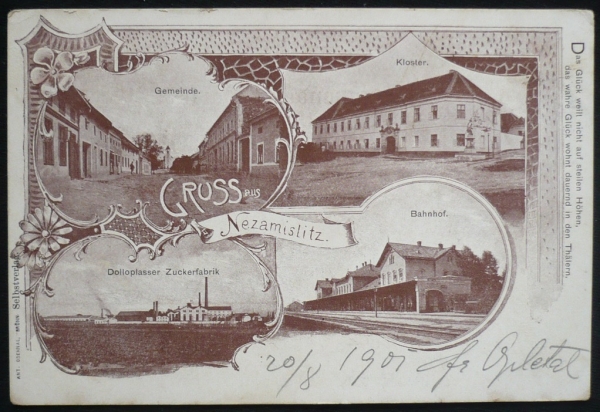 Gemeinde.
Kloster.
GRUSS aus
Nezamislitz.
Bahnhof.
Dolloplasser Zuckerfabrik
Das Glück weilt nicht auf steilen Höhen,
das wahre Glück wohnt dauernd in den Thälern.
Selbstverlag
20/8 1901